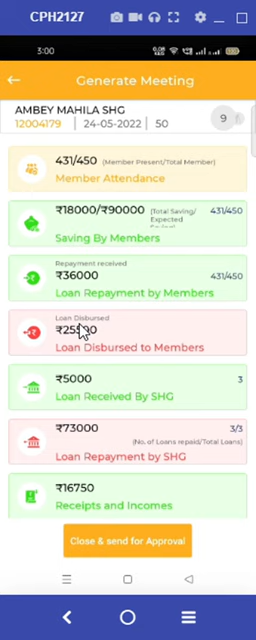 CPH2127
3:00
Generate Meeting
AMBEY MAHILA SHG
12004179 | 24-05-2022 | 50
9
431/450 (Member Present/Total Member)
Member Attendance
₹18000/₹90000 (Total Saving/ Expected 431/450
Saving By Members
Repayment received
₹36000 431/450
Loan Repayment by Members
Loan Disbursed
Loan Disbursed to Members
₹5000 3
Loan Received By SHG
₹73000 3/3
(No. of Loans repaid/Total Loans)
Loan Repayment by SHG
₹16750
Receipts and Incomes
Close & send for Approval